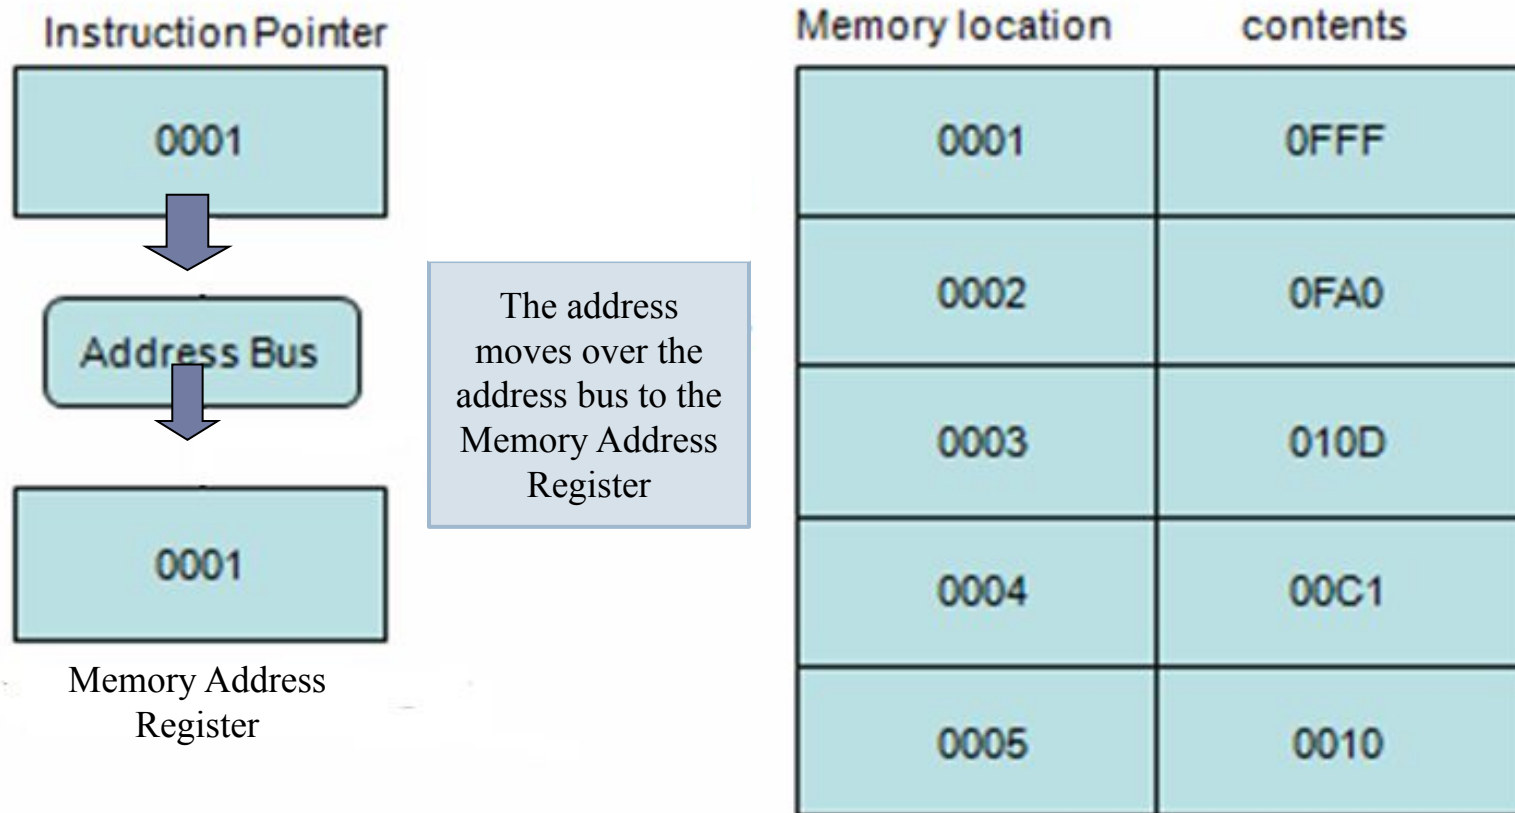 Instruction Pointer
0001
Address Bus
0001
Memory Address
Register
The address
moves over the
address bus to the
Memory Address
Register
Memory location contents
0001 0FFF
0002 0FA0
0003 010D
0004 00C1
0005 0010